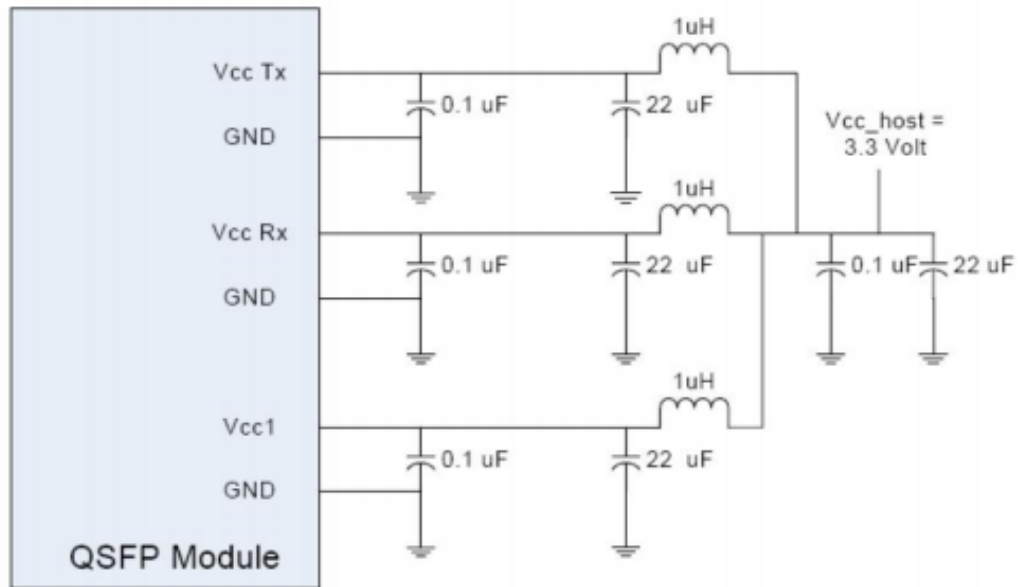 1uH
Vcc Tx
0.1 uF
22 uF
GND
Vcc_host =
3.3 Volt
1uH
Vcc Rx
0.1 uF
22 uF
0.1 uF
22 uF
GND
1uH
Vcc1
0.1 uF
22 uF
GND
QSFP Module